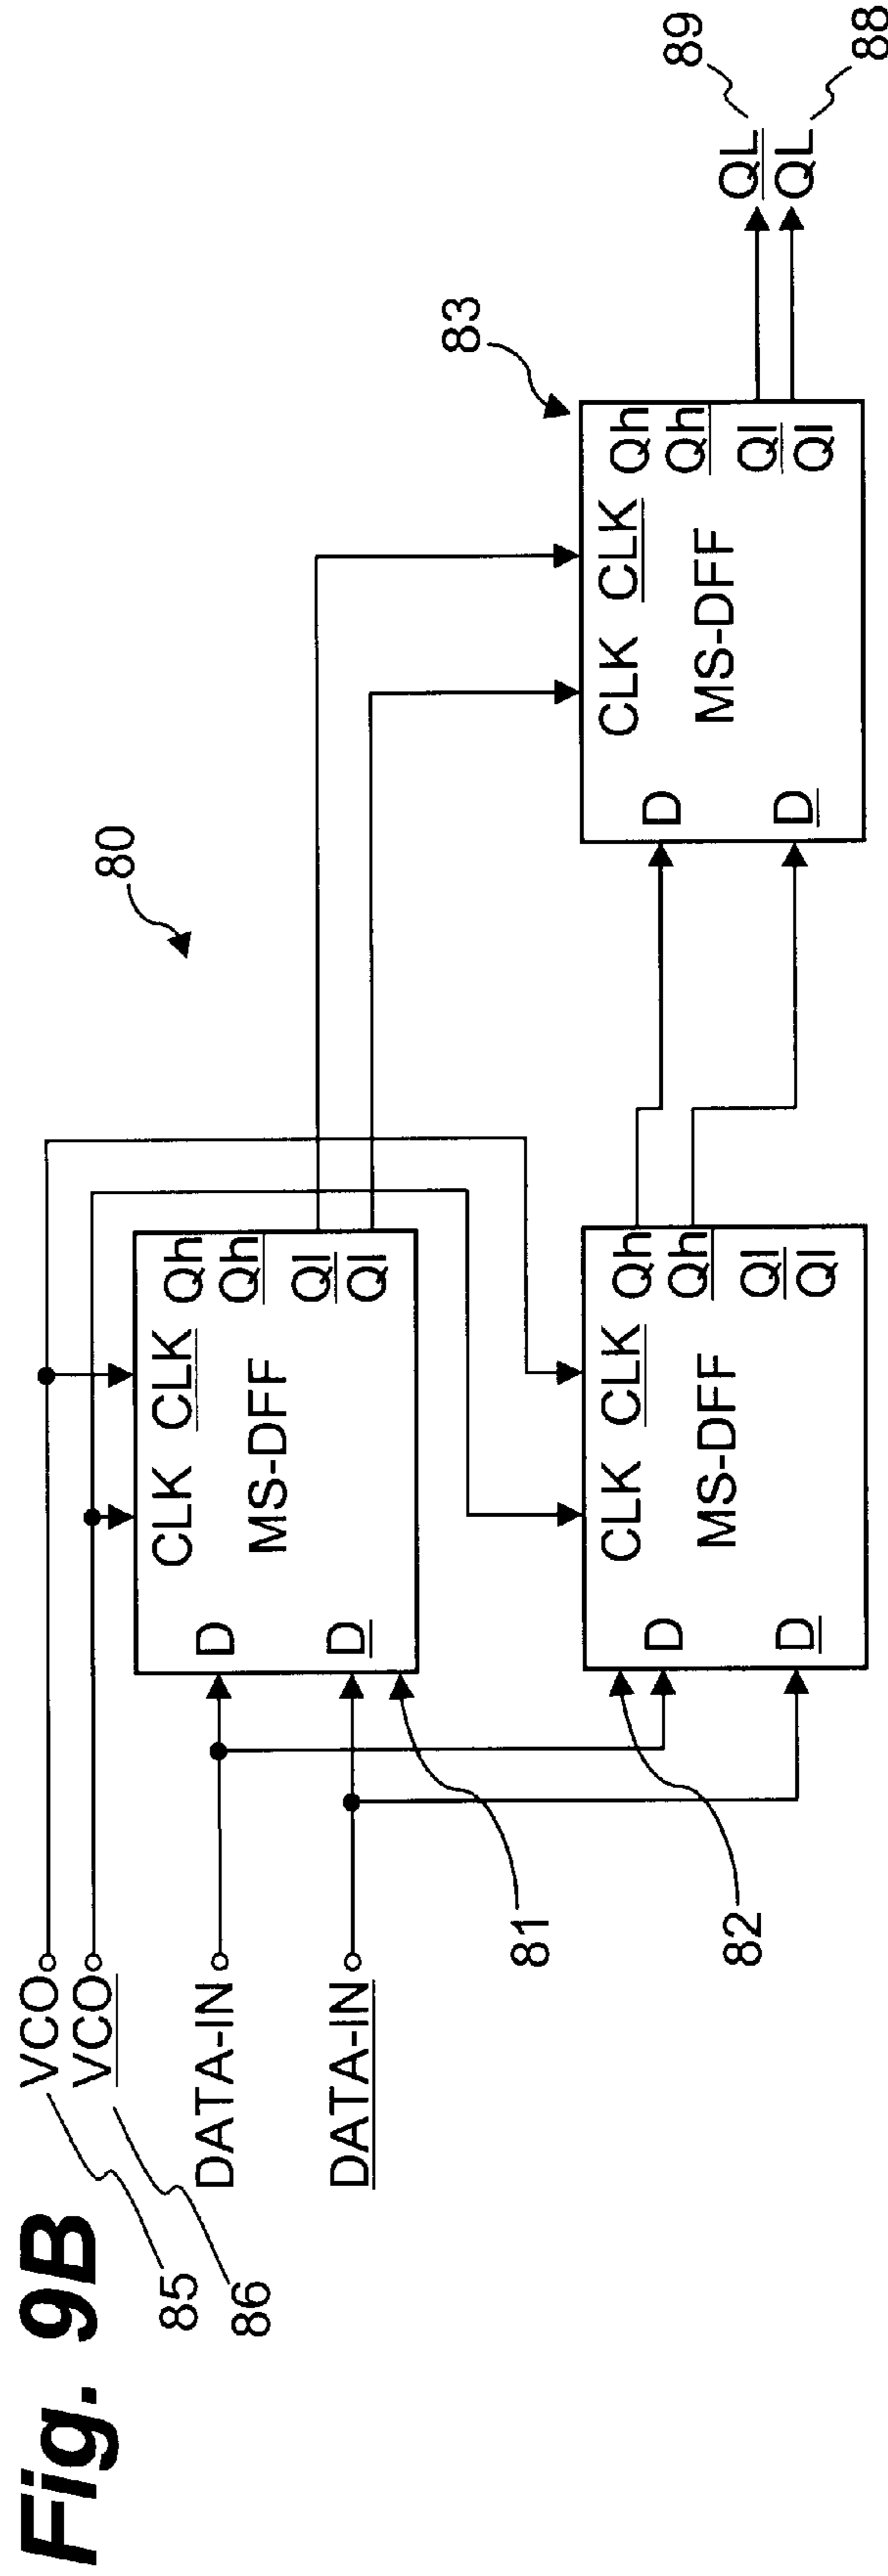 Fig. 9B
85
86
VCO
VCO
DATA-IN
DATA-IN
80
CLK CLK
D
MS-DFF
D
Qh
Qh
Ql
Ql
81
82
CLK CLK
D
MS-DFF
D
Qh
Qh
Ql
Ql
83
CLK CLK
D
MS-DFF
D
Qh
Qh
Ql
Ql
89
QL
QL
88